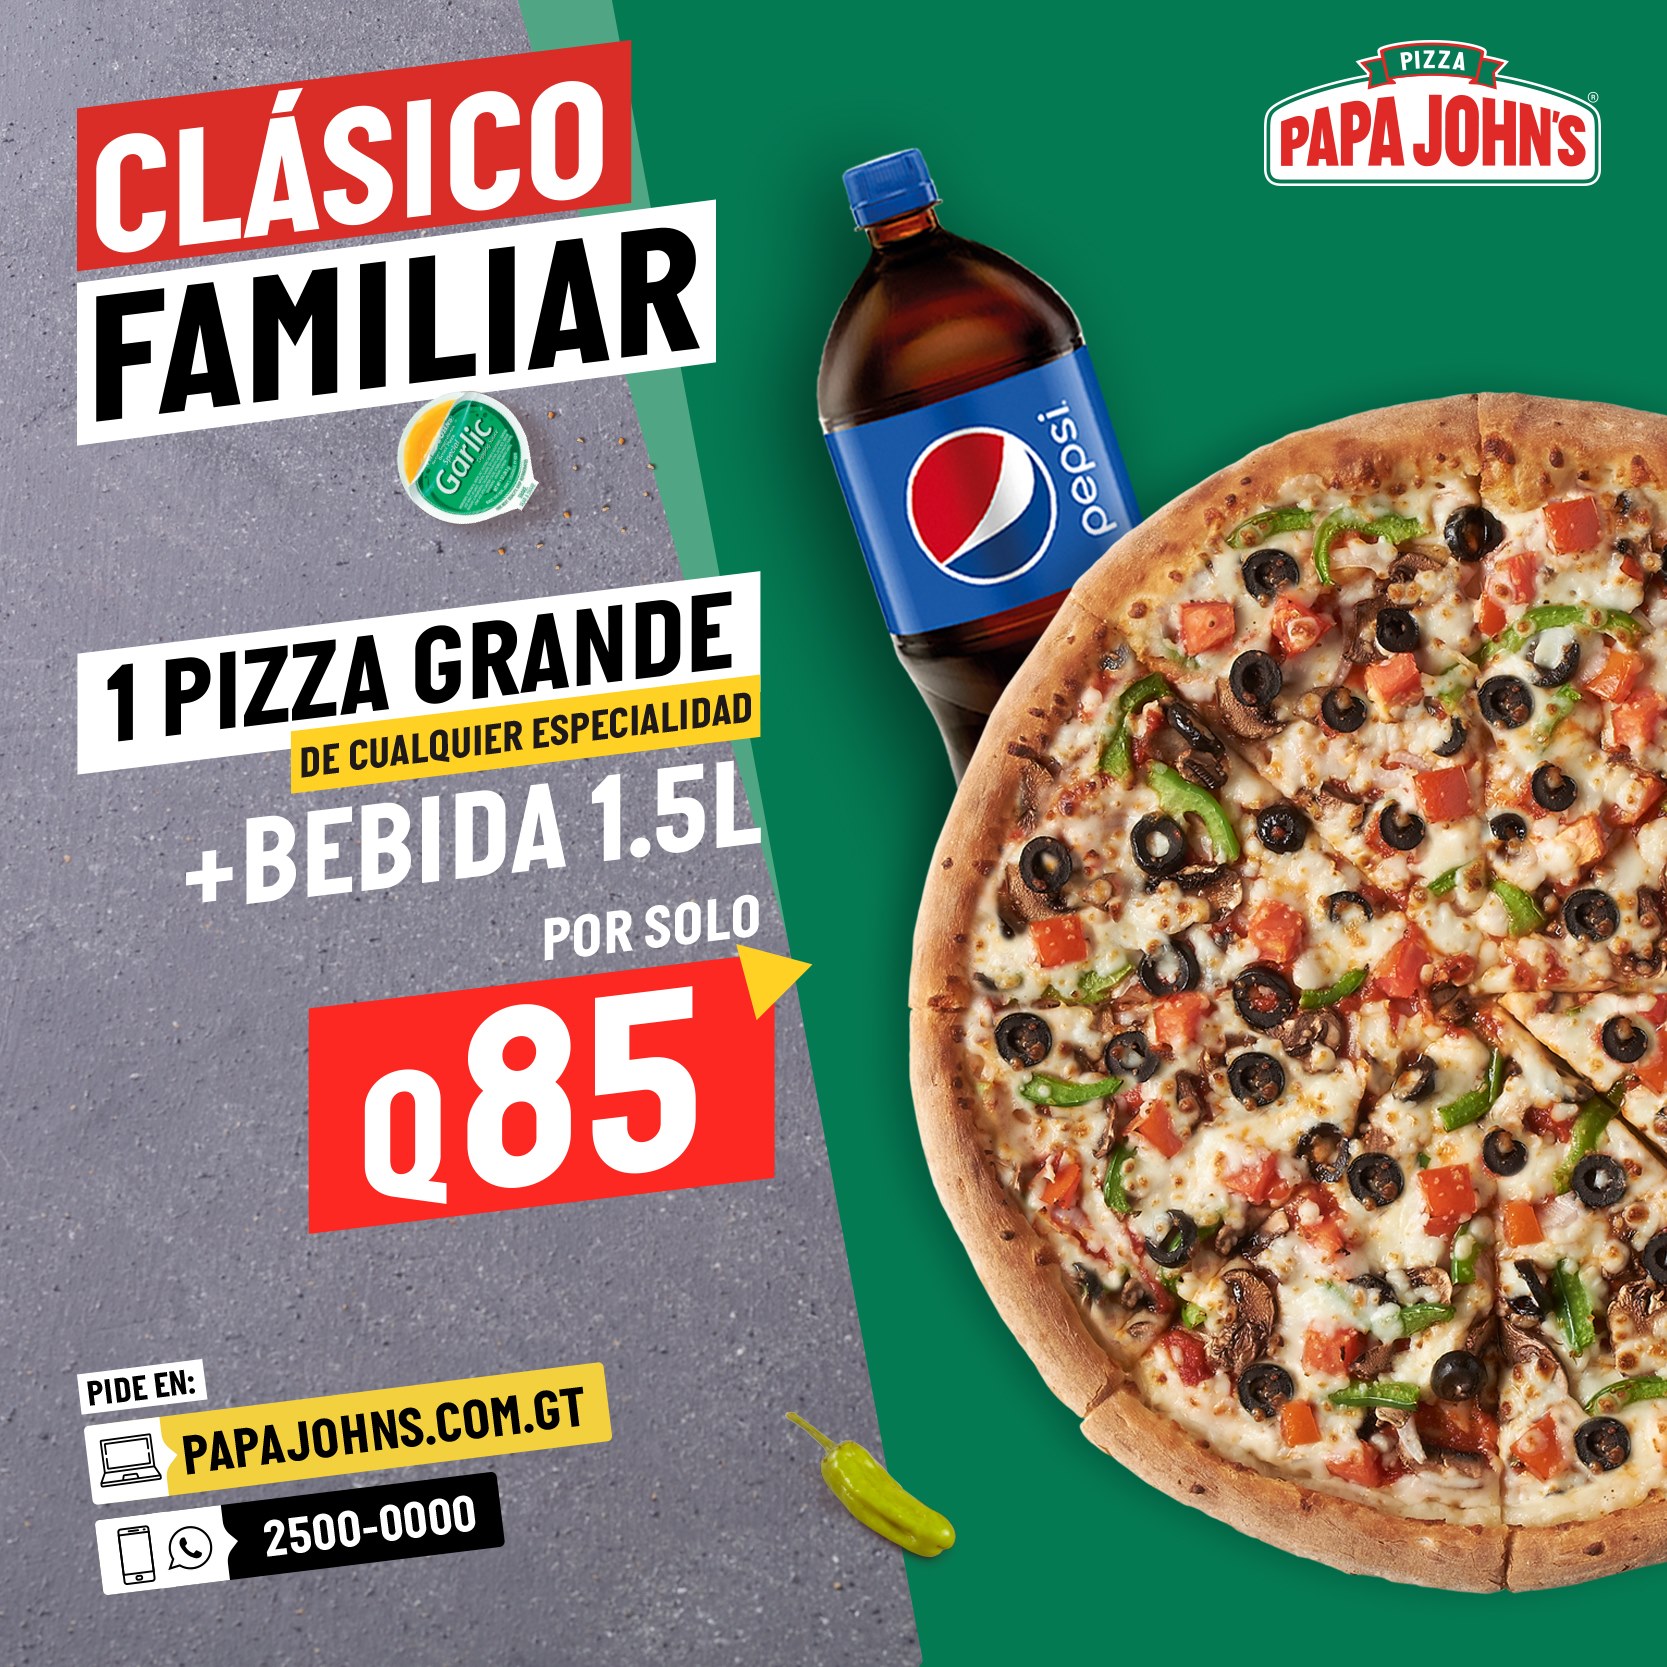 CLÁSICO
FAMILIAR
PIZZA
PAPA JOHN'S®
pepsi.
Special
Garlic
1 PIZZA GRANDE
DE CUALQUIER ESPECIALIDAD
+BEBIDA 1.5L
POR SOLO
Q85
PIDE EN:
PAPAJOHNS.COM.GT
2500-0000